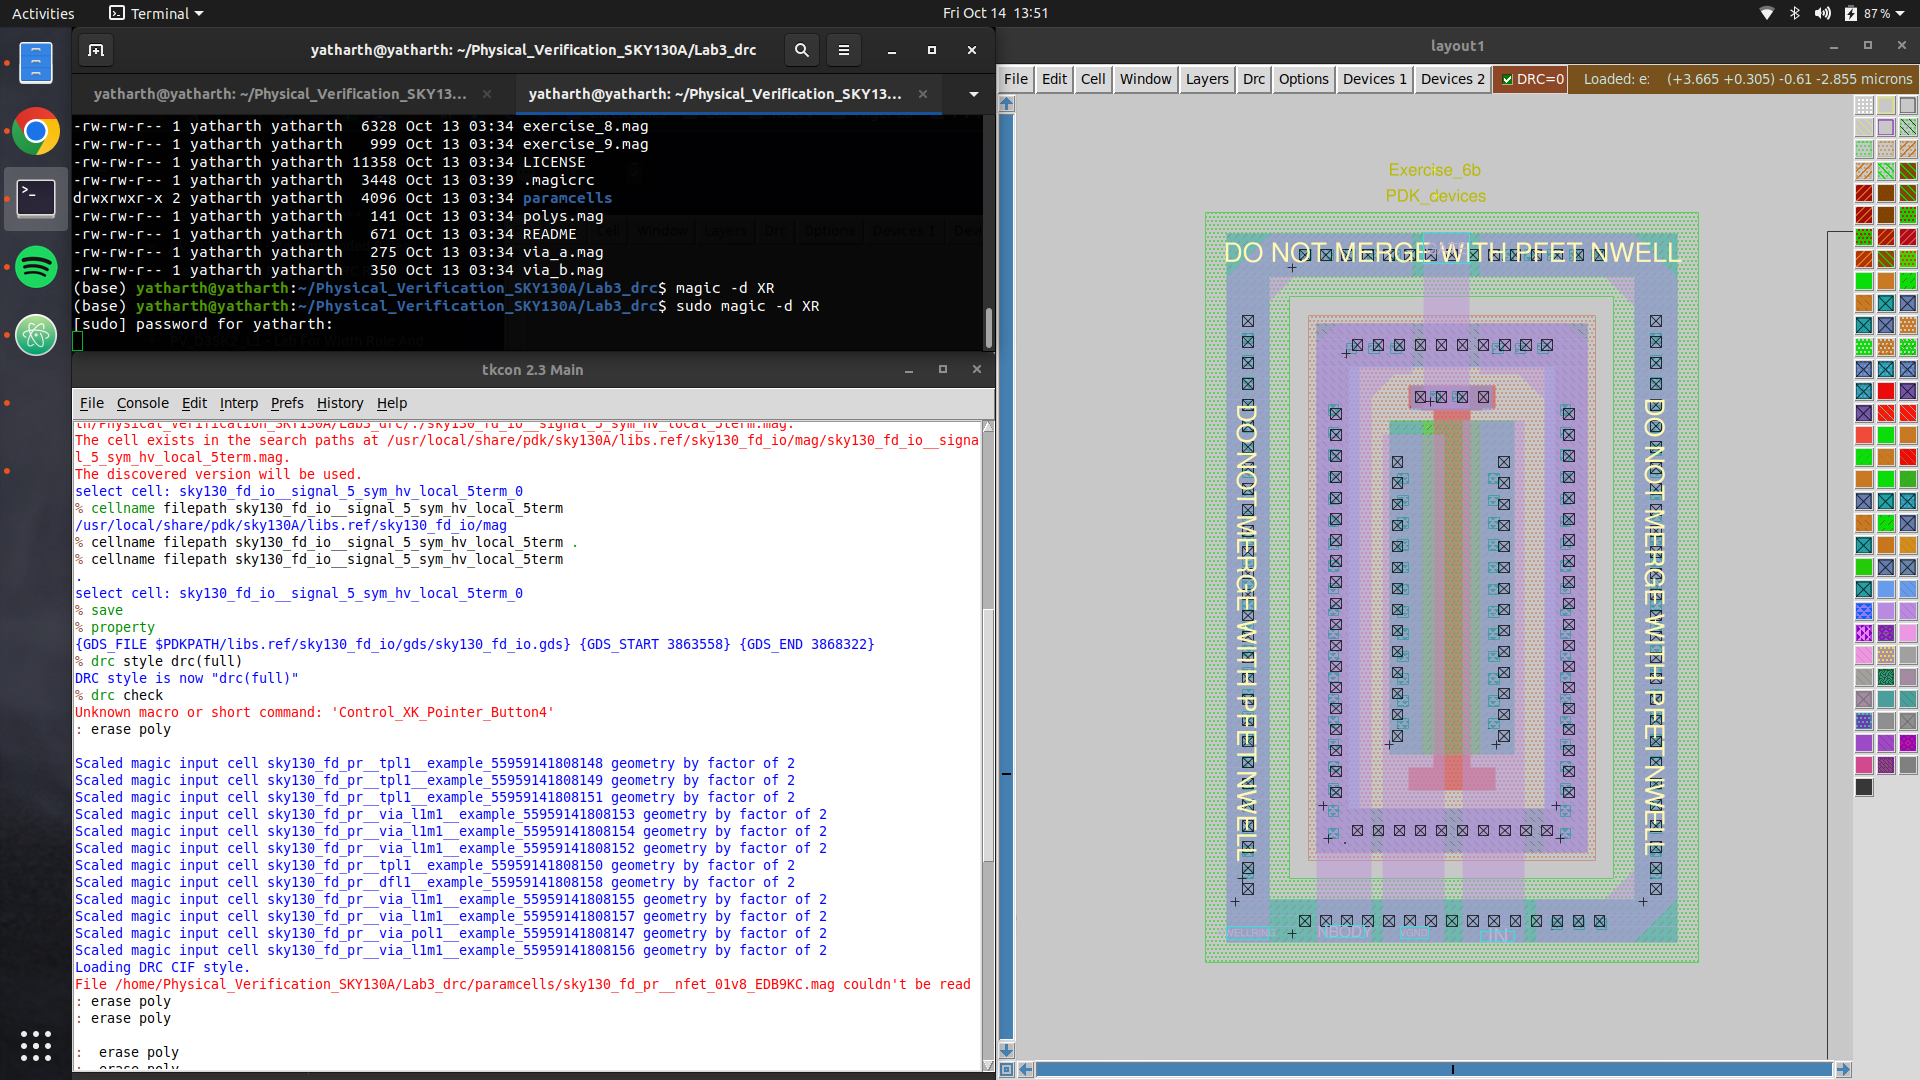 Activities
Terminal
Fri Oct 14 13:51
87 %
yatharth@yatharth: ~/Physical_Verification_SKY130A/Lab3_drc
yatharth@yatharth: ~/Physical_Verification_SKY13...
yatharth@yatharth: ~/Physical_Verification_SKY13...
-rw-rw-r-- 1 yatharth yatharth  6328 Oct 13 03:34 exercise_8.mag
-rw-rw-r-- 1 yatharth yatharth   999 Oct 13 03:34 exercise_9.mag
-rw-rw-r-- 1 yatharth yatharth 11358 Oct 13 03:34 LICENSE
-rw-rw-r-- 1 yatharth yatharth  3448 Oct 13 03:39 .magicrc
drwxrwxr-x 2 yatharth yatharth  4096 Oct 13 03:34 paramcells
-rw-rw-r-- 1 yatharth yatharth   141 Oct 13 03:34 polys.mag
-rw-rw-r-- 1 yatharth yatharth   671 Oct 13 03:34 README
-rw-rw-r-- 1 yatharth yatharth   275 Oct 13 03:34 via_a.mag
-rw-rw-r-- 1 yatharth yatharth   350 Oct 13 03:34 via_b.mag
(base) yatharth@yatharth:~/Physical_Verification_SKY130A/Lab3_drc$ magic -d XR
(base) yatharth@yatharth:~/Physical_Verification_SKY130A/Lab3_drc$ sudo magic -d XR
[sudo] password for yatharth:
tkcon 2.3 Main
File Console Edit Interp Prefs History Help
th/Physical_Verification_SKY130A/Lab3_drc/./sky130_fd_io__signal_5_sym_hv_local_5term.mag.
The cell exists in the search paths at /usr/local/share/pdk/sky130A/libs.ref/sky130_fd_io/mag/sky130_fd_io__signa
l_5_sym_hv_local_5term.mag.
The discovered version will be used.
select cell: sky130_fd_io__signal_5_sym_hv_local_5term_0
% cellname filepath sky130_fd_io__signal_5_sym_hv_local_5term
/usr/local/share/pdk/sky130A/libs.ref/sky130_fd_io/mag
% cellname filepath sky130_fd_io__signal_5_sym_hv_local_5term .
% cellname filepath sky130_fd_io__signal_5_sym_hv_local_5term
.
select cell: sky130_fd_io__signal_5_sym_hv_local_5term_0
% save
% property
{GDS_FILE $PDKPATH/libs.ref/sky130_fd_io/gds/sky130_fd_io.gds} {GDS_START 3863558} {GDS_END 3868322}
% drc style drc(full)
DRC style is now "drc(full)"
% drc check
Unknown macro or short command: 'Control_XK_Pointer_Button4'
: erase poly
Scaled magic input cell sky130_fd_pr__tpl1__example_55959141808148 geometry by factor of 2
Scaled magic input cell sky130_fd_pr__tpl1__example_55959141808149 geometry by factor of 2
Scaled magic input cell sky130_fd_pr__tpl1__example_55959141808151 geometry by factor of 2
Scaled magic input cell sky130_fd_pr__via_l1m1__example_55959141808153 geometry by factor of 2
Scaled magic input cell sky130_fd_pr__via_l1m1__example_55959141808154 geometry by factor of 2
Scaled magic input cell sky130_fd_pr__via_l1m1__example_55959141808152 geometry by factor of 2
Scaled magic input cell sky130_fd_pr__tpl1__example_55959141808150 geometry by factor of 2
Scaled magic input cell sky130_fd_pr__dfl1__example_55959141808158 geometry by factor of 2
Scaled magic input cell sky130_fd_pr__via_l1m1__example_55959141808155 geometry by factor of 2
Scaled magic input cell sky130_fd_pr__via_l1m1__example_55959141808157 geometry by factor of 2
Scaled magic input cell sky130_fd_pr__via_pol1__example_55959141808147 geometry by factor of 2
Scaled magic input cell sky130_fd_pr__via_l1m1__example_55959141808156 geometry by factor of 2
Loading DRC CIF style.
File /home/Physical_Verification_SKY130A/Lab3_drc/paramcells/sky130_fd_pr__nfet_01v8_EDB9KC.mag couldn't be read
: erase poly
: erase poly
:  erase poly
: erase poly
layout1
File Edit Cell Window Layers Drc Options Devices 1 Devices 2 DRC=0 Loaded: e: (+3.665 +0.305) -0.61 -2.855 microns
Exercise_6b
PDK_devices
DO NOT MERGE WITH PFET NWELL
DO NOT MERGE WITH PFET NWELL
DO NOT MERGE WITH PFET NWELL
NBODY
VGND
IN